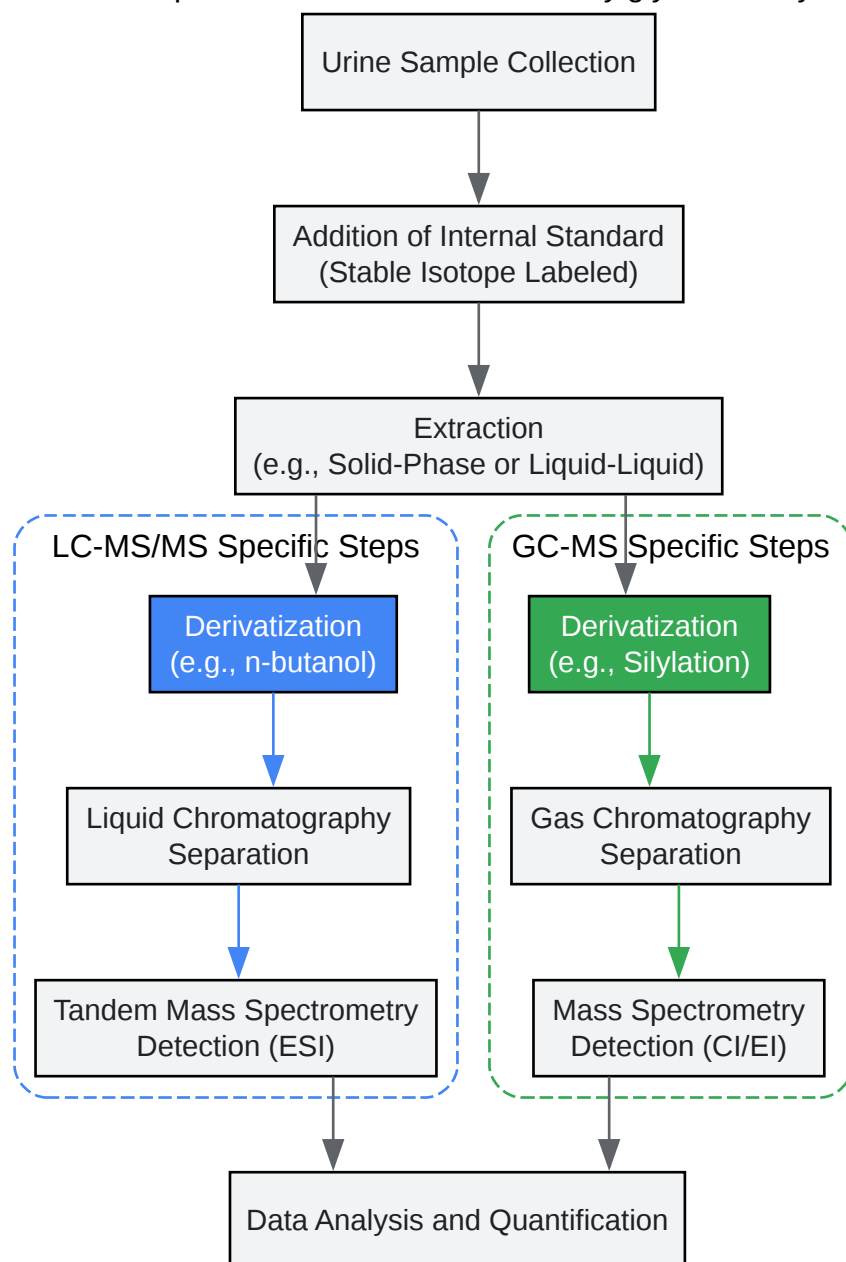 Urine Sample Collection
Addition of Internal Standard
(Stable Isotope Labeled)
Extraction
(e.g., Solid-Phase or Liquid-Liquid)
LC-MS/MS Specific Steps
Derivatization
(e.g., n-butanol)
Liquid Chromatography
Separation
Tandem Mass Spectrometry
Detection (ESI)
GC-MS Specific Steps
Derivatization
(e.g., Silylation)
Gas Chromatography
Separation
Mass Spectrometry
Detection (CI/EI)
Data Analysis and Quantification